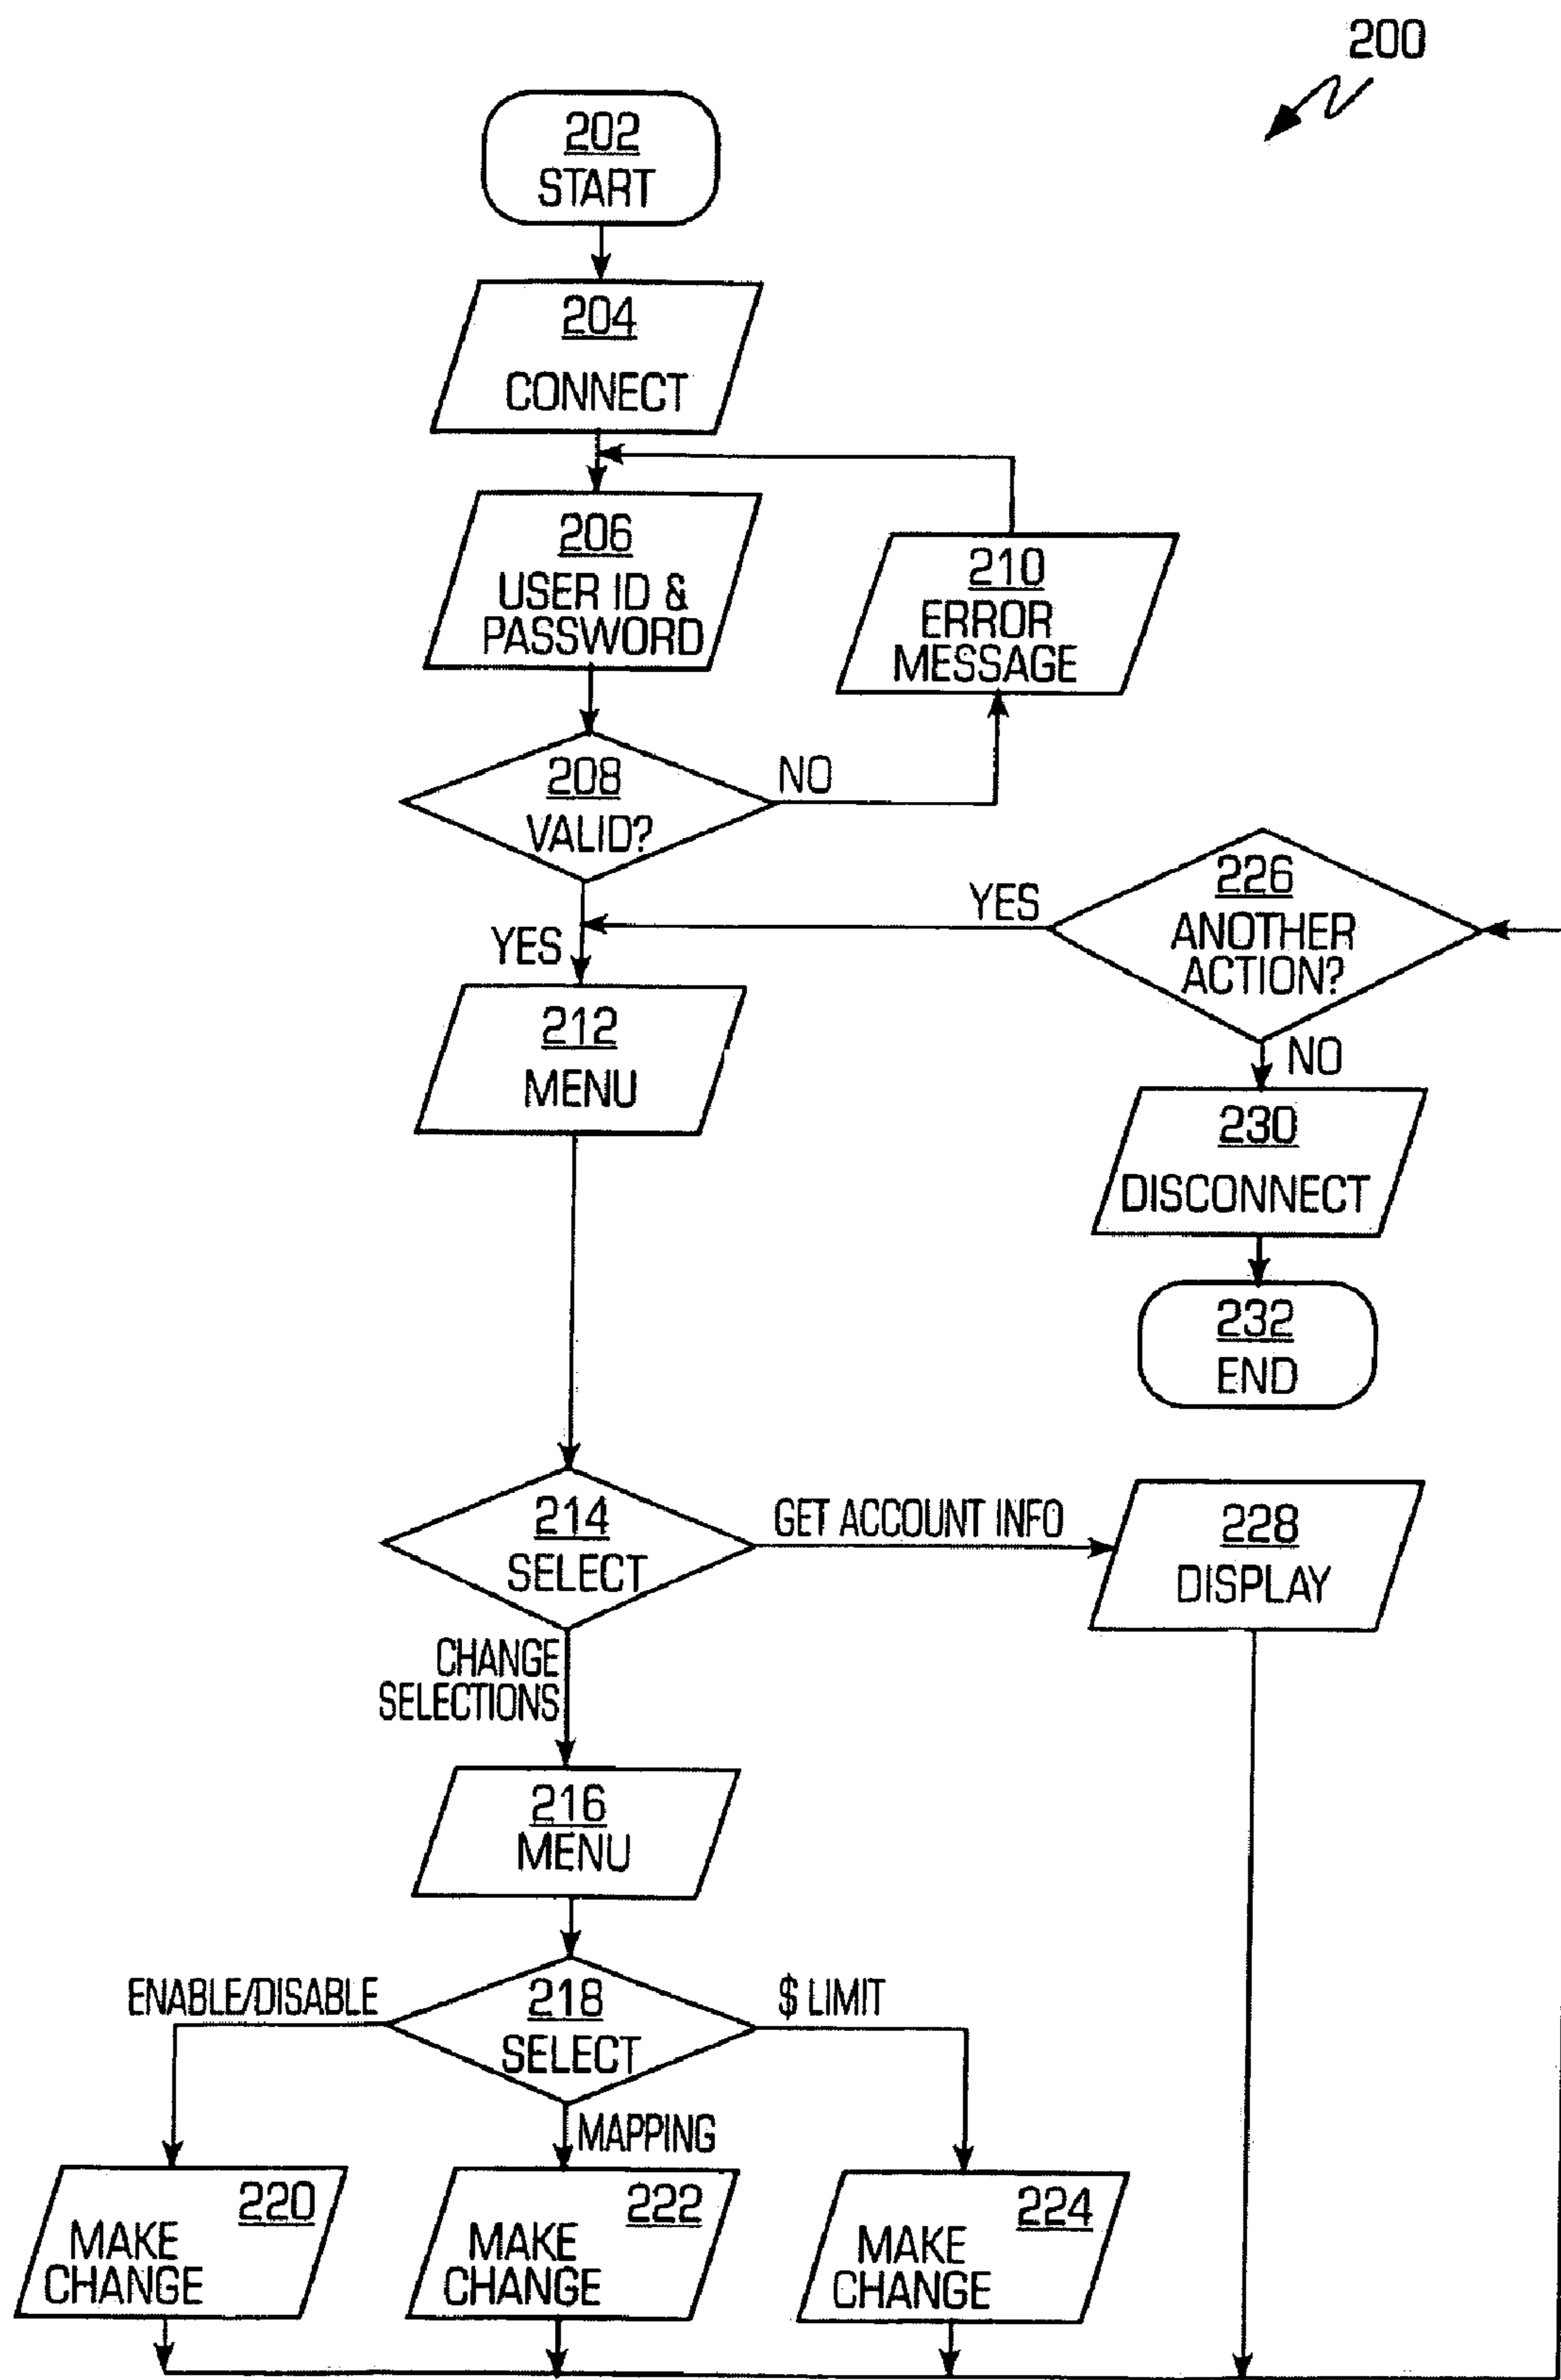 200
202
START
204
CONNECT
206
USER ID &
PASSWORD
210
ERROR
MESSAGE
208
VALID?
NO
YES
226
ANOTHER
ACTION?
YES
212
MENU
NO
230
DISCONNECT
232
END
214
SELECT
GET ACCOUNT INFO
228
DISPLAY
CHANGE
SELECTIONS
216
MENU
218
SELECT
ENABLE/DISABLE
$ LIMIT
MAPPING
220
MAKE
CHANGE
222
MAKE
CHANGE
224
MAKE
CHANGE